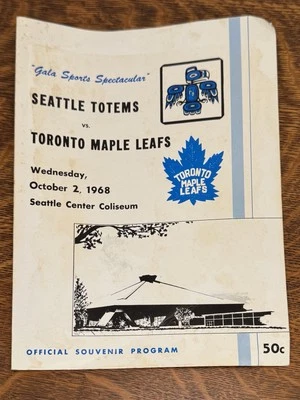 "Gala Sports Spectacular"
SEATTLE TOTEMS
vs.
TORONTO MAPLE LEAFS
Wednesday,
October 2, 1968
Seattle Center Coliseum
TORONTO
MAPLE
LEAFS
OFFICIAL SOUVENIR PROGRAM
50c